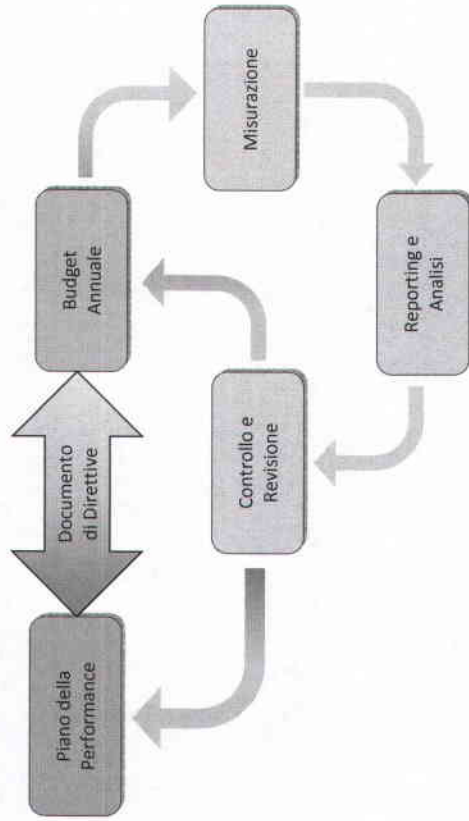 Piano della
Performance
Documento
di Direttive
Budget
Annuale
Misurazione
Controllo e
Revisione
Reporting e
Analisi